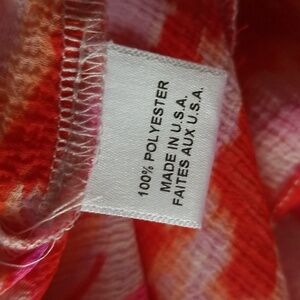 100% POLYESTER
MADE IN U.S.A.
FAITES AUX U.S.A.